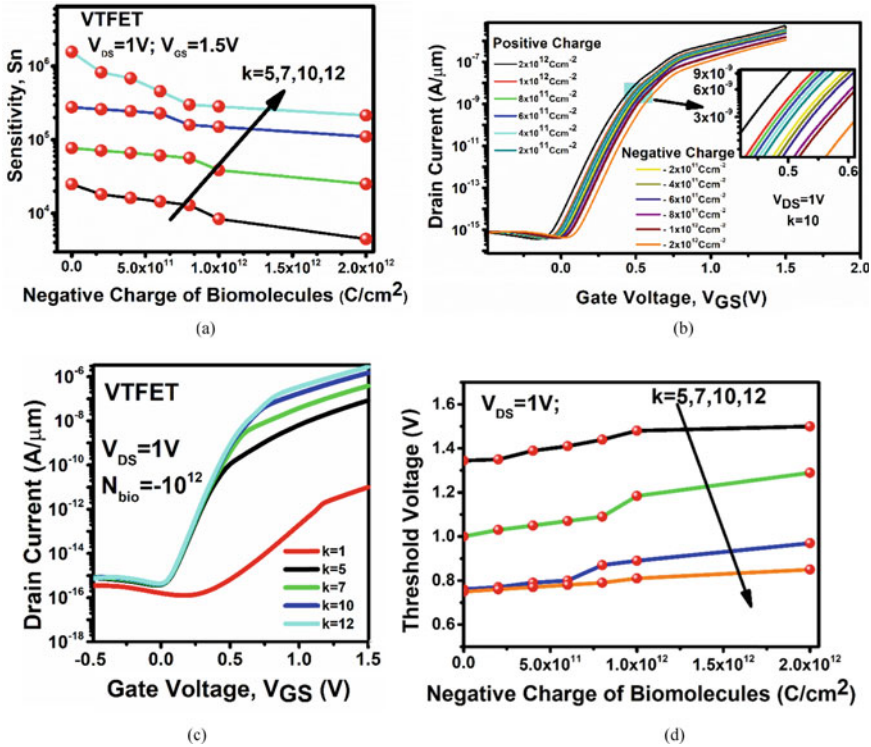 VTFET
V_DS=1V; V_GS=1.5V
k=5,7,10,12
Sensitivity, Sn
10^6
10^5
10^4
0.0 5.0x10^11 1.0x10^12 1.5x10^12 2.0x10^12
Negative Charge of Biomolecules (C/cm^2)
(a)
Drain Current (A/μm)
10^-7
10^-9
10^-11
10^-13
10^-15
Positive Charge
2x10^12Ccm^-2
1x10^12Ccm^-2
8x10^11Ccm^-2
6x10^11Ccm^-2
4x10^11Ccm^-2
2x10^11Ccm^-2
9x10^-9
6x10^-9
3x10^-9
0.5 0.6
Negative Charge
- 2x10^11Ccm^-2
- 4x10^11Ccm^-2
- 6x10^11Ccm^-2
- 8x10^11Ccm^-2
- 1x10^12Ccm^-2
- 2x10^12Ccm^-2
V_DS=1V
k=10
0.0 0.5 1.0 1.5 2.0
Gate Voltage, V_GS(V)
(b)
Drain Current (A/μm)
10^-6
10^-8
10^-10
10^-12
10^-14
10^-16
10^-18
VTFET
V_DS=1V
N_bio=-10^12
k=1
k=5
k=7
k=10
k=12
-0.5 0.0 0.5 1.0 1.5
Gate Voltage, V_GS (V)
(c)
Threshold Voltage (V)
1.6
1.4
1.2
1.0
0.8
0.6
V_DS=1V;
k=5,7,10,12
0.0 5.0x10^11 1.0x10^12 1.5x10^12 2.0x10^12
Negative Charge of Biomolecules (C/cm^2)
(d)